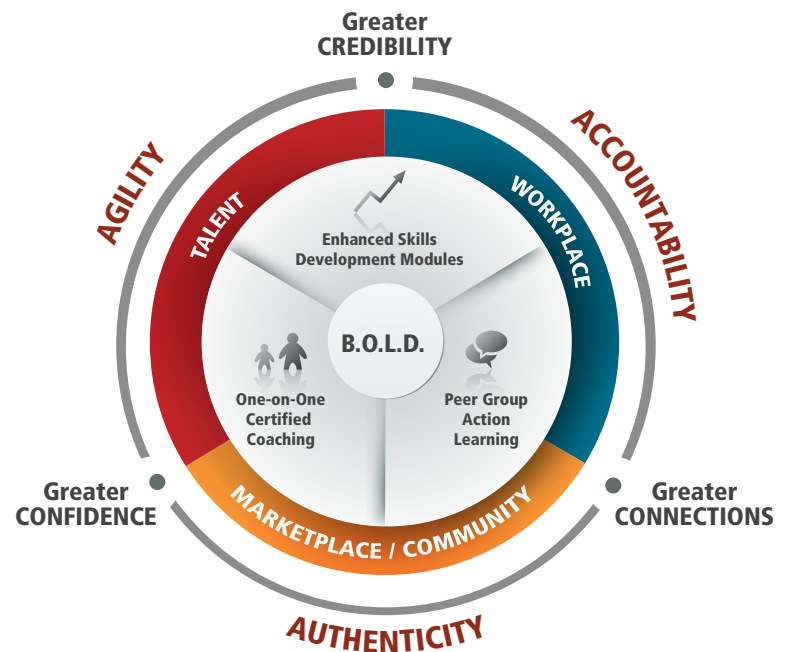 Greater
CREDIBILITY
AGILITY
ACCOUNTABILITY
TALENT
WORKPLACE
Enhanced Skills
Development Modules
B.O.L.D.
One-on-One
Certified
Coaching
Peer Group
Action
Learning
Greater
CONFIDENCE
Greater
CONNECTIONS
MARKETPLACE / COMMUNITY
AUTHENTICITY